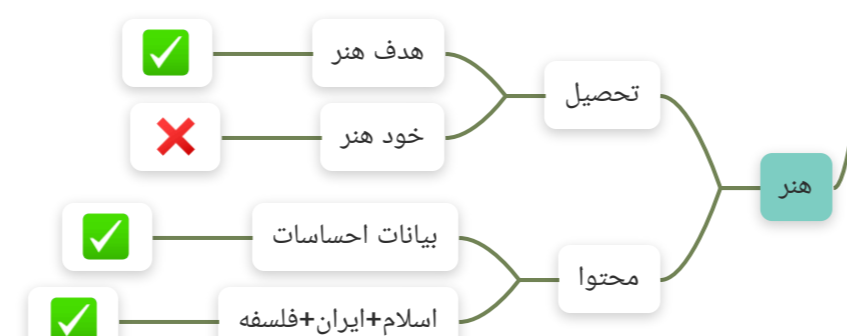 هنر
تحصیل
هدف هنر
✅
خود هنر
❌
محتوا
بیانات احساسات
✅
اسلام+ایران+فلسفه
✅